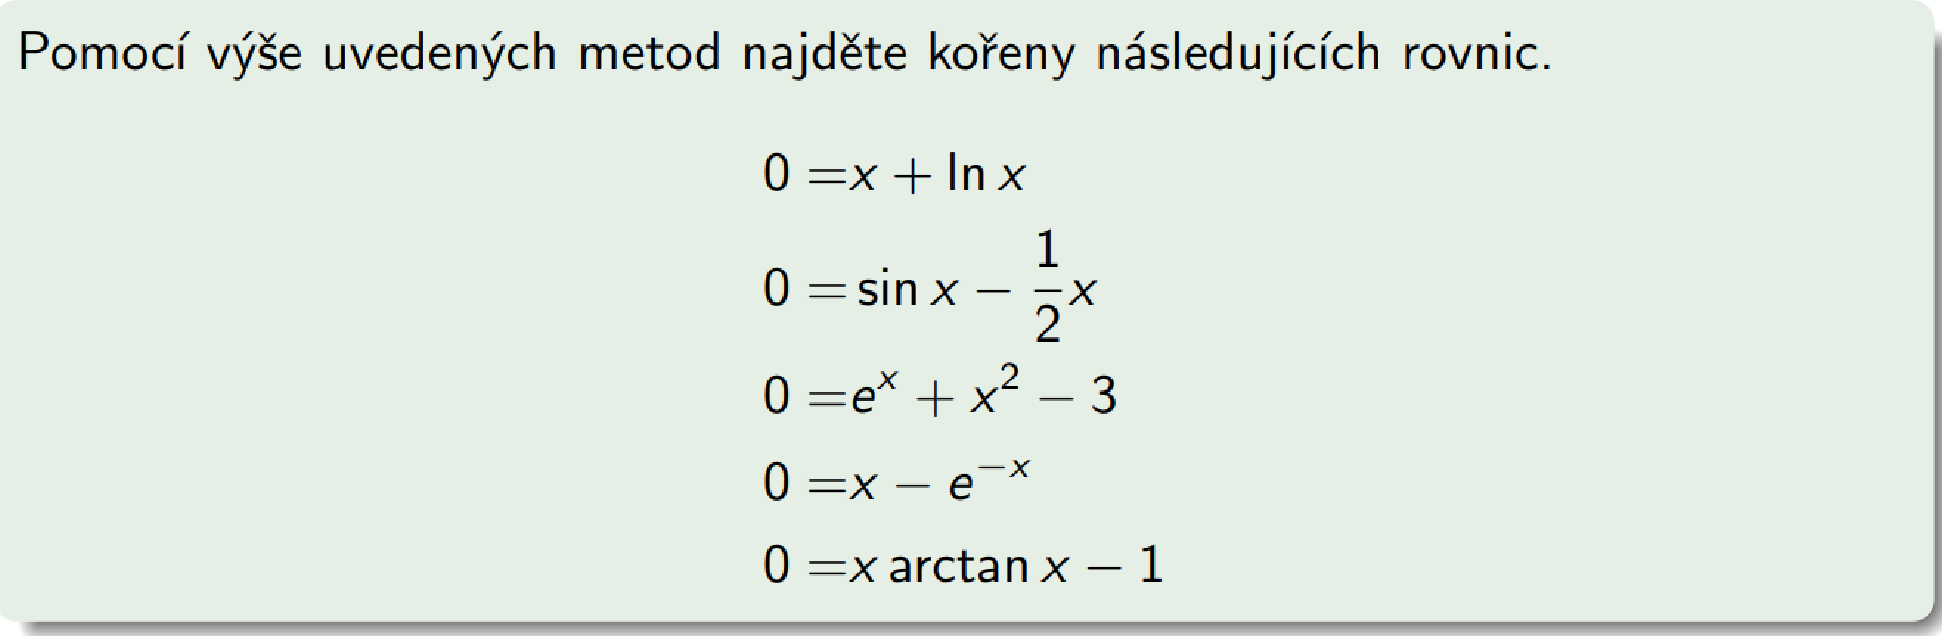 Pomocí výše uvedených metod najděte kořeny následujících rovnic.
0 =x + ln x
0 = sin x − \frac{1}{2}x
0 =e^x + x^2 − 3
0 =x − e^{−x}
0 =x arctan x − 1